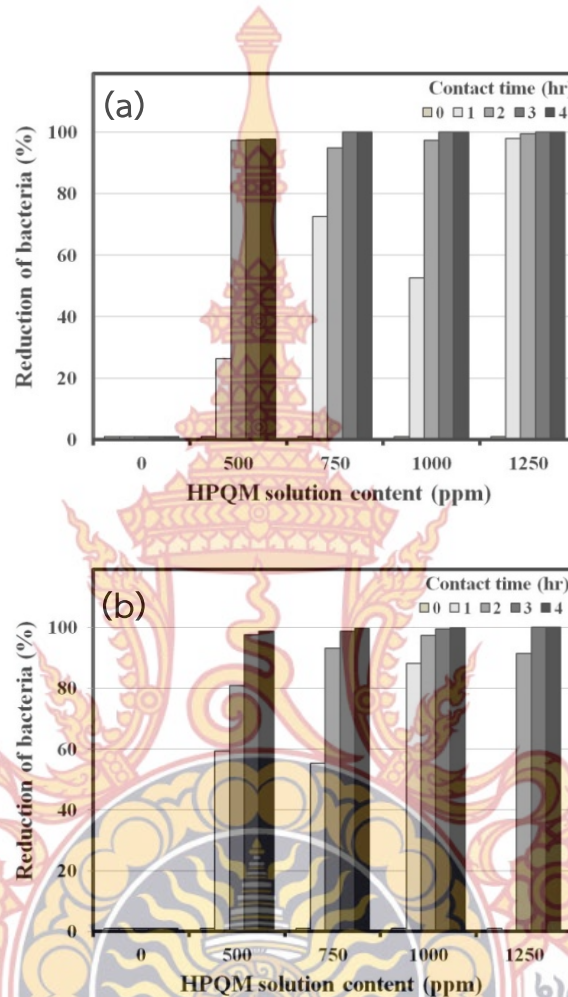 (a)
Contact time (hr)
0 1 2 3 4
Reduction of bacteria (%)
100
80
60
40
20
0
0 500 750 1000 1250
HPQM solution content (ppm)
(b)
Contact time (hr)
0 1 2 3 4
Reduction of bacteria (%)
100
80
60
40
20
0
0 500 750 1000 1250
HPQM solution content (ppm)